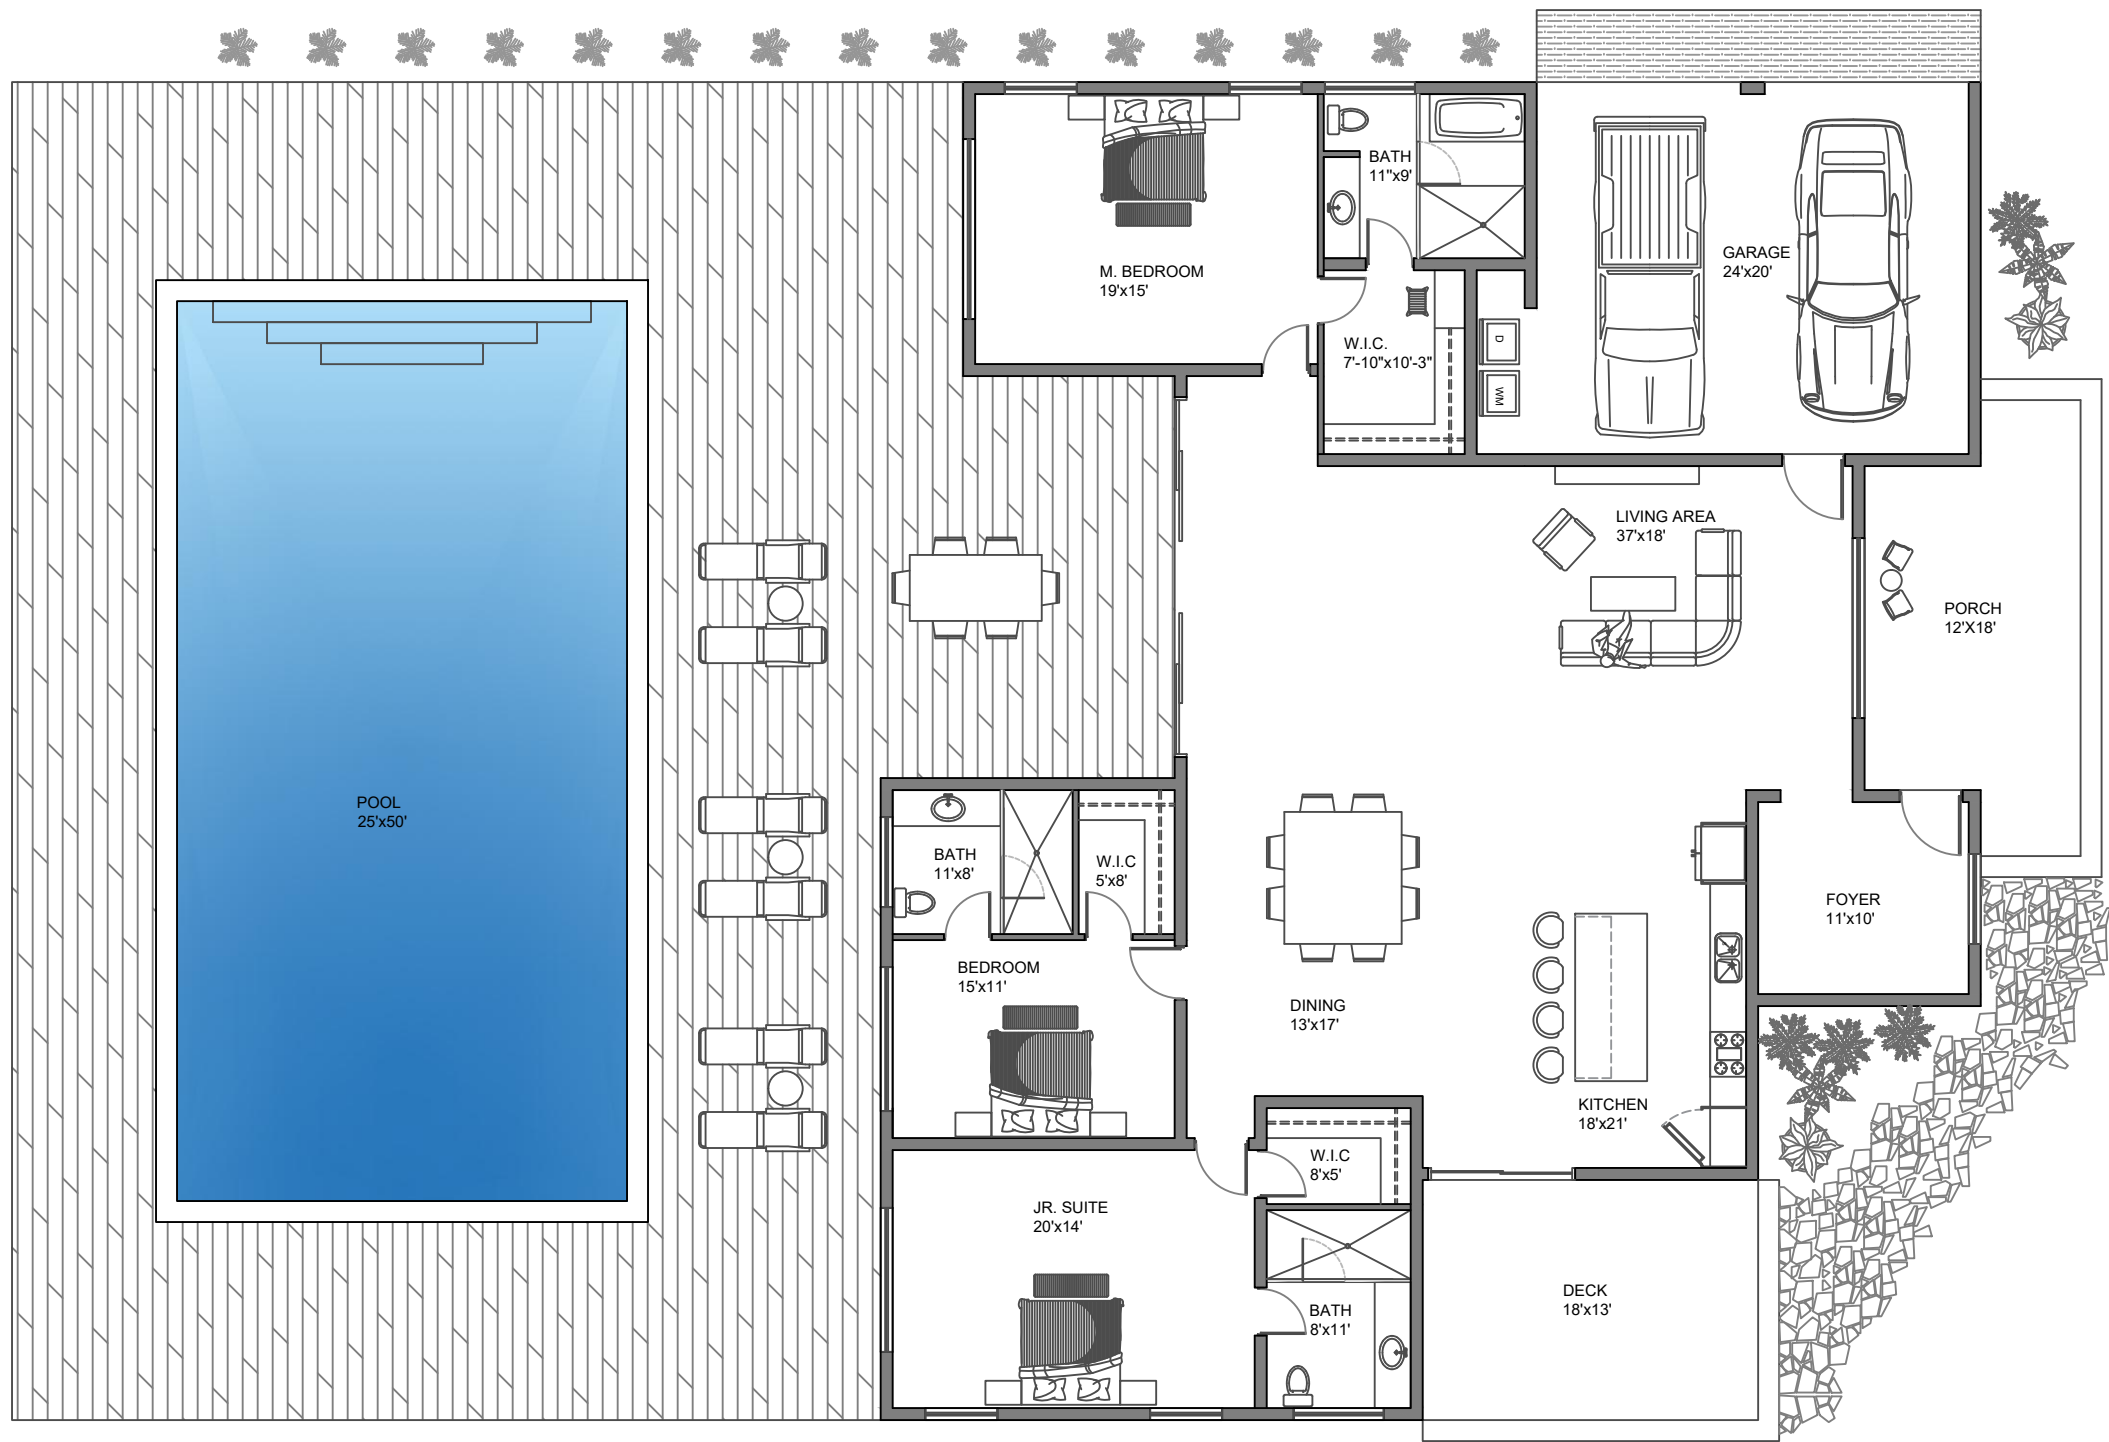 BATH
11"x9'
GARAGE
24'x20'
M. BEDROOM
19'x15'
W.I.C.
7'-10"x10'-3"
D
WM
LIVING AREA
37'x18'
PORCH
12'X18'
POOL
25'x50'
BATH
11'x8'
W.I.C
5'x8'
FOYER
11'x10'
BEDROOM
15'x11'
DINING
13'x17'
KITCHEN
18'x21'
W.I.C
8'x5'
JR. SUITE
20'x14'
DECK
18'x13'
BATH
8'x11'